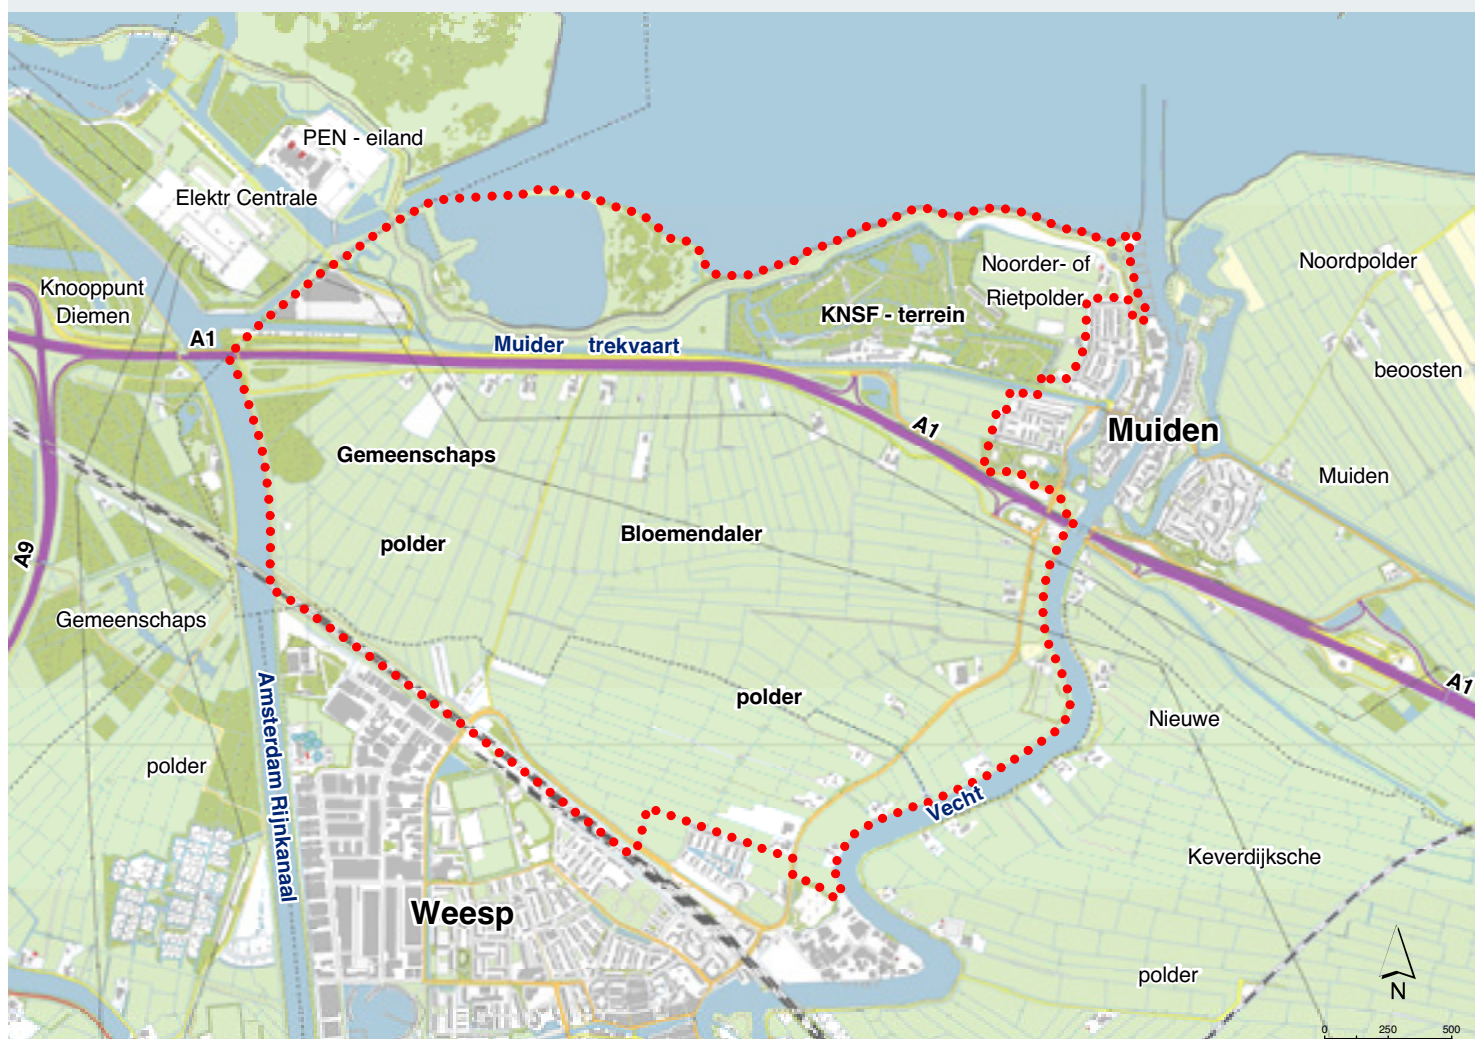 PEN - eiland
Elektr Centrale
Knooppunt
Diemen
A1
A9
Muider trekvaart
Noorder- of
Rietpolder
KNSF - terrein
Noordpolder
beoosten
Muiden
A1
Muiden
Gemeenschaps
polder
Bloemendaler
polder
Gemeenschaps
polder
Amsterdam Rijnkanaal
Vecht
A1
Nieuwe
Keverdijksche
polder
Weesp
N
0 250 500